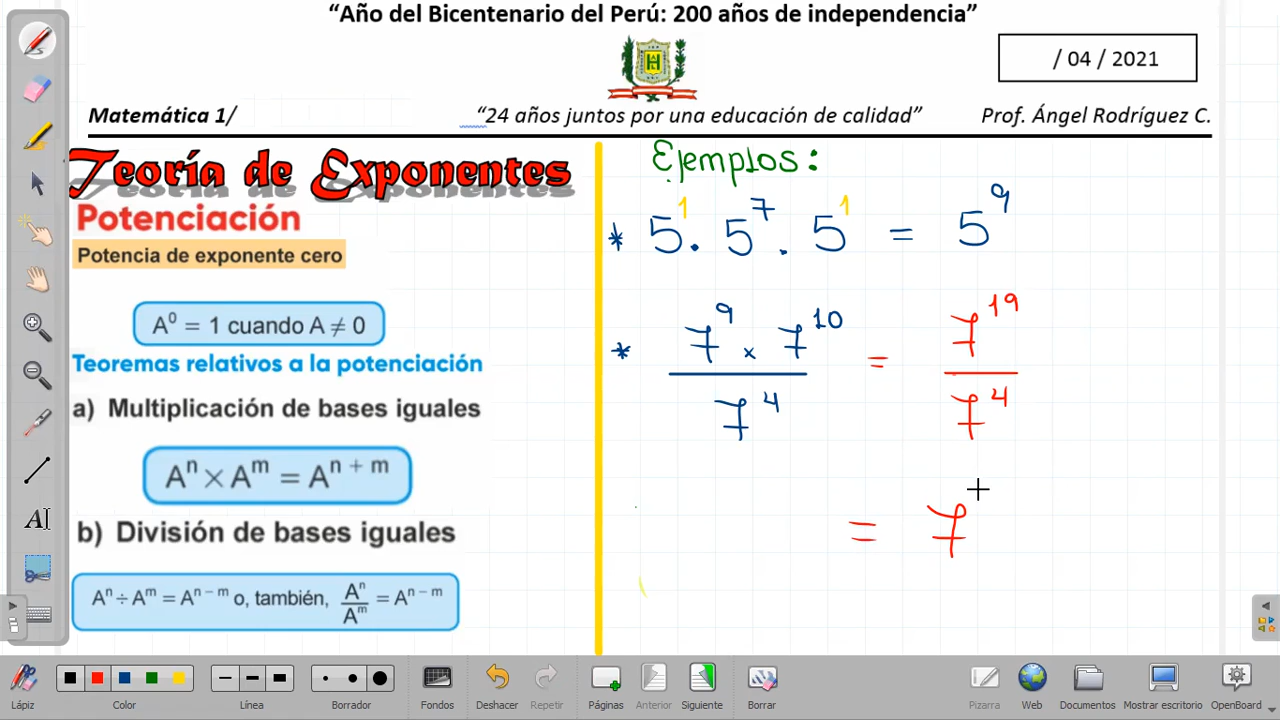 “Año del Bicentenario del Perú: 200 años de independencia”
/ 04 / 2021
Matemática 1/ “24 años juntos por una educación de calidad” Prof. Ángel Rodríguez C.
Teoría de Exponentes
Potenciación
Potencia de exponente cero
A⁰ = 1 cuando A ≠ 0
Teoremas relativos a la potenciación
a) Multiplicación de bases iguales
Aⁿ × Aᵐ = Aⁿ ⁺ ᵐ
b) División de bases iguales
Aⁿ ÷ Aᵐ = Aⁿ ⁻ ᵐ o, también, Aⁿ/Aᵐ = Aⁿ ⁻ ᵐ
Ejemplos:
* 5¹ . 5⁷ . 5¹ = 5⁹
* (7⁹ × 7¹⁰)/7⁴ = 7¹⁹/7⁴
= 7
AI
Lápiz Color Línea Borrador Fondos Deshacer Repetir Páginas Anterior Siguiente Borrar Pizarra Web Documentos Mostrar escritorio OpenBoard